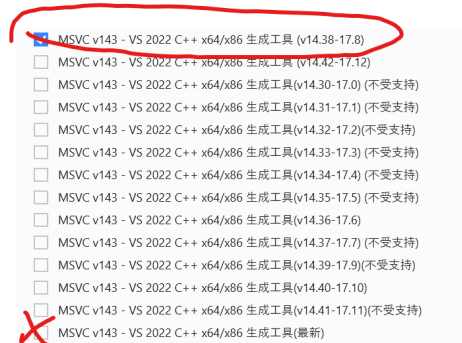 MSVC v143 - VS 2022 C++ x64/x86 生成工具 (v14.38-17.8)
MSVC v143 - VS 2022 C++ x64/x86 生成工具 (v14.42-17.12)
MSVC v143 - VS 2022 C++ x64/x86 生成工具(v14.30-17.0) (不受支持)
MSVC v143 - VS 2022 C++ x64/x86 生成工具(v14.31-17.1) (不受支持)
MSVC v143 - VS 2022 C++ x64/x86 生成工具(v14.32-17.2)(不受支持)
MSVC v143 - VS 2022 C++ x64/x86 生成工具(v14.33-17.3) (不受支持)
MSVC v143 - VS 2022 C++ x64/x86 生成工具(v14.34-17.4) (不受支持)
MSVC v143 - VS 2022 C++ x64/x86 生成工具(v14.35-17.5) (不受支持)
MSVC v143 - VS 2022 C++ x64/x86 生成工具(v14.36-17.6)
MSVC v143 - VS 2022 C++ x64/x86 生成工具(v14.37-17.7) (不受支持)
MSVC v143 - VS 2022 C++ x64/x86 生成工具(v14.39-17.9)(不受支持)
MSVC v143 - VS 2022 C++ x64/x86 生成工具(v14.40-17.10)
MSVC v143 - VS 2022 C++ x64/x86 生成工具(v14.41-17.11)(不受支持)
MSVC v143 - VS 2022 C++ x64/x86 生成工具(最新)